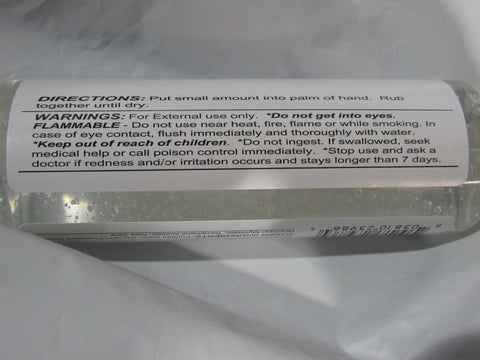 DIRECTIONS: Put small amount into palm of hand. Rub
together until dry.
WARNINGS: For External use only. *Do not get into eyes.
FLAMMABLE - Do not use near heat, fire, flame or while smoking. In
case of eye contact, flush immediately and thoroughly with water.
*Keep out of reach of children. *Do not ingest. If swallowed, seek
medical help or call poison control immediately. *Stop use and ask a
doctor if redness and/or irritation occurs and stays longer than 7 days.
OTHER INGREDIENTS: Purified water,